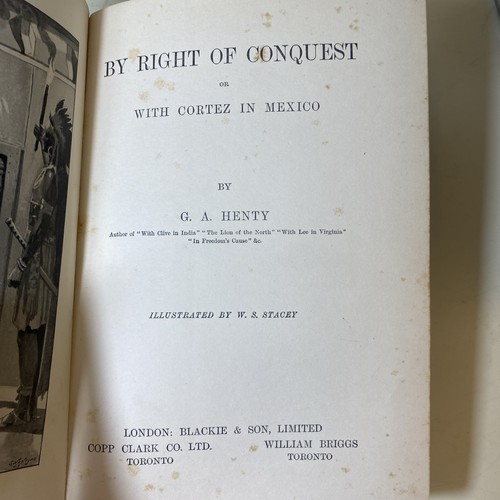 BY RIGHT OF CONQUEST
OR
WITH CORTEZ IN MEXICO
BY
G. A. HENTY
Author of "With Clive in India" "The Lion of the North" "With Lee in Virginia"
"In Freedom's Cause" &c.
ILLUSTRATED BY W. S. STACEY
LONDON: BLACKIE & SON, LIMITED
COPP CLARK CO. LTD. WILLIAM BRIGGS
TORONTO TORONTO